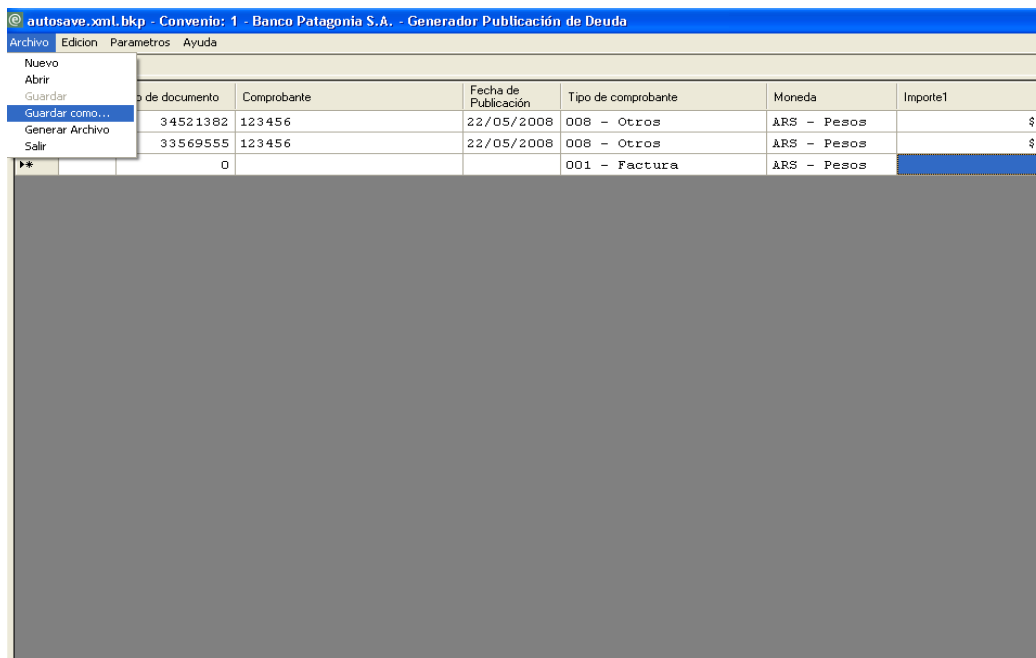 autosave.xml.bkp - Convenio: 1 - Banco Patagonia S.A. - Generador Publicación de Deuda
Archivo Edicion Parametros Ayuda
Nuevo
Abrir
Guardar
Guardar como...
Generar Archivo
Salir
de documento Comprobante Fecha de Publicación Tipo de comprobante Moneda Importe1
34521382 123456 22/05/2008 008 - Otros ARS - Pesos $
33569555 123456 22/05/2008 008 - Otros ARS - Pesos $
0 001 - Factura ARS - Pesos